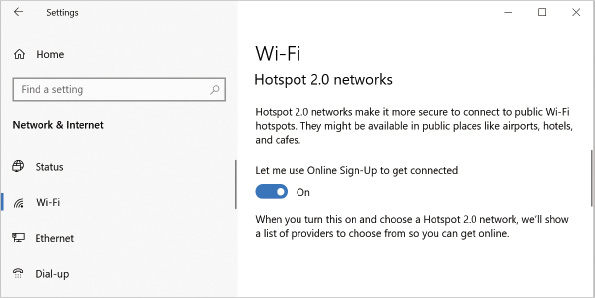 Settings
Home
Find a setting
Network & Internet
Status
Wi-Fi
Ethernet
Dial-up
Wi-Fi
Hotspot 2.0 networks
Hotspot 2.0 networks make it more secure to connect to public Wi-Fi
hotspots. They might be available in public places like airports, hotels,
and cafes.
Let me use Online Sign-Up to get connected
On
When you turn this on and choose a Hotspot 2.0 network, we'll show
a list of providers to choose from so you can get online.